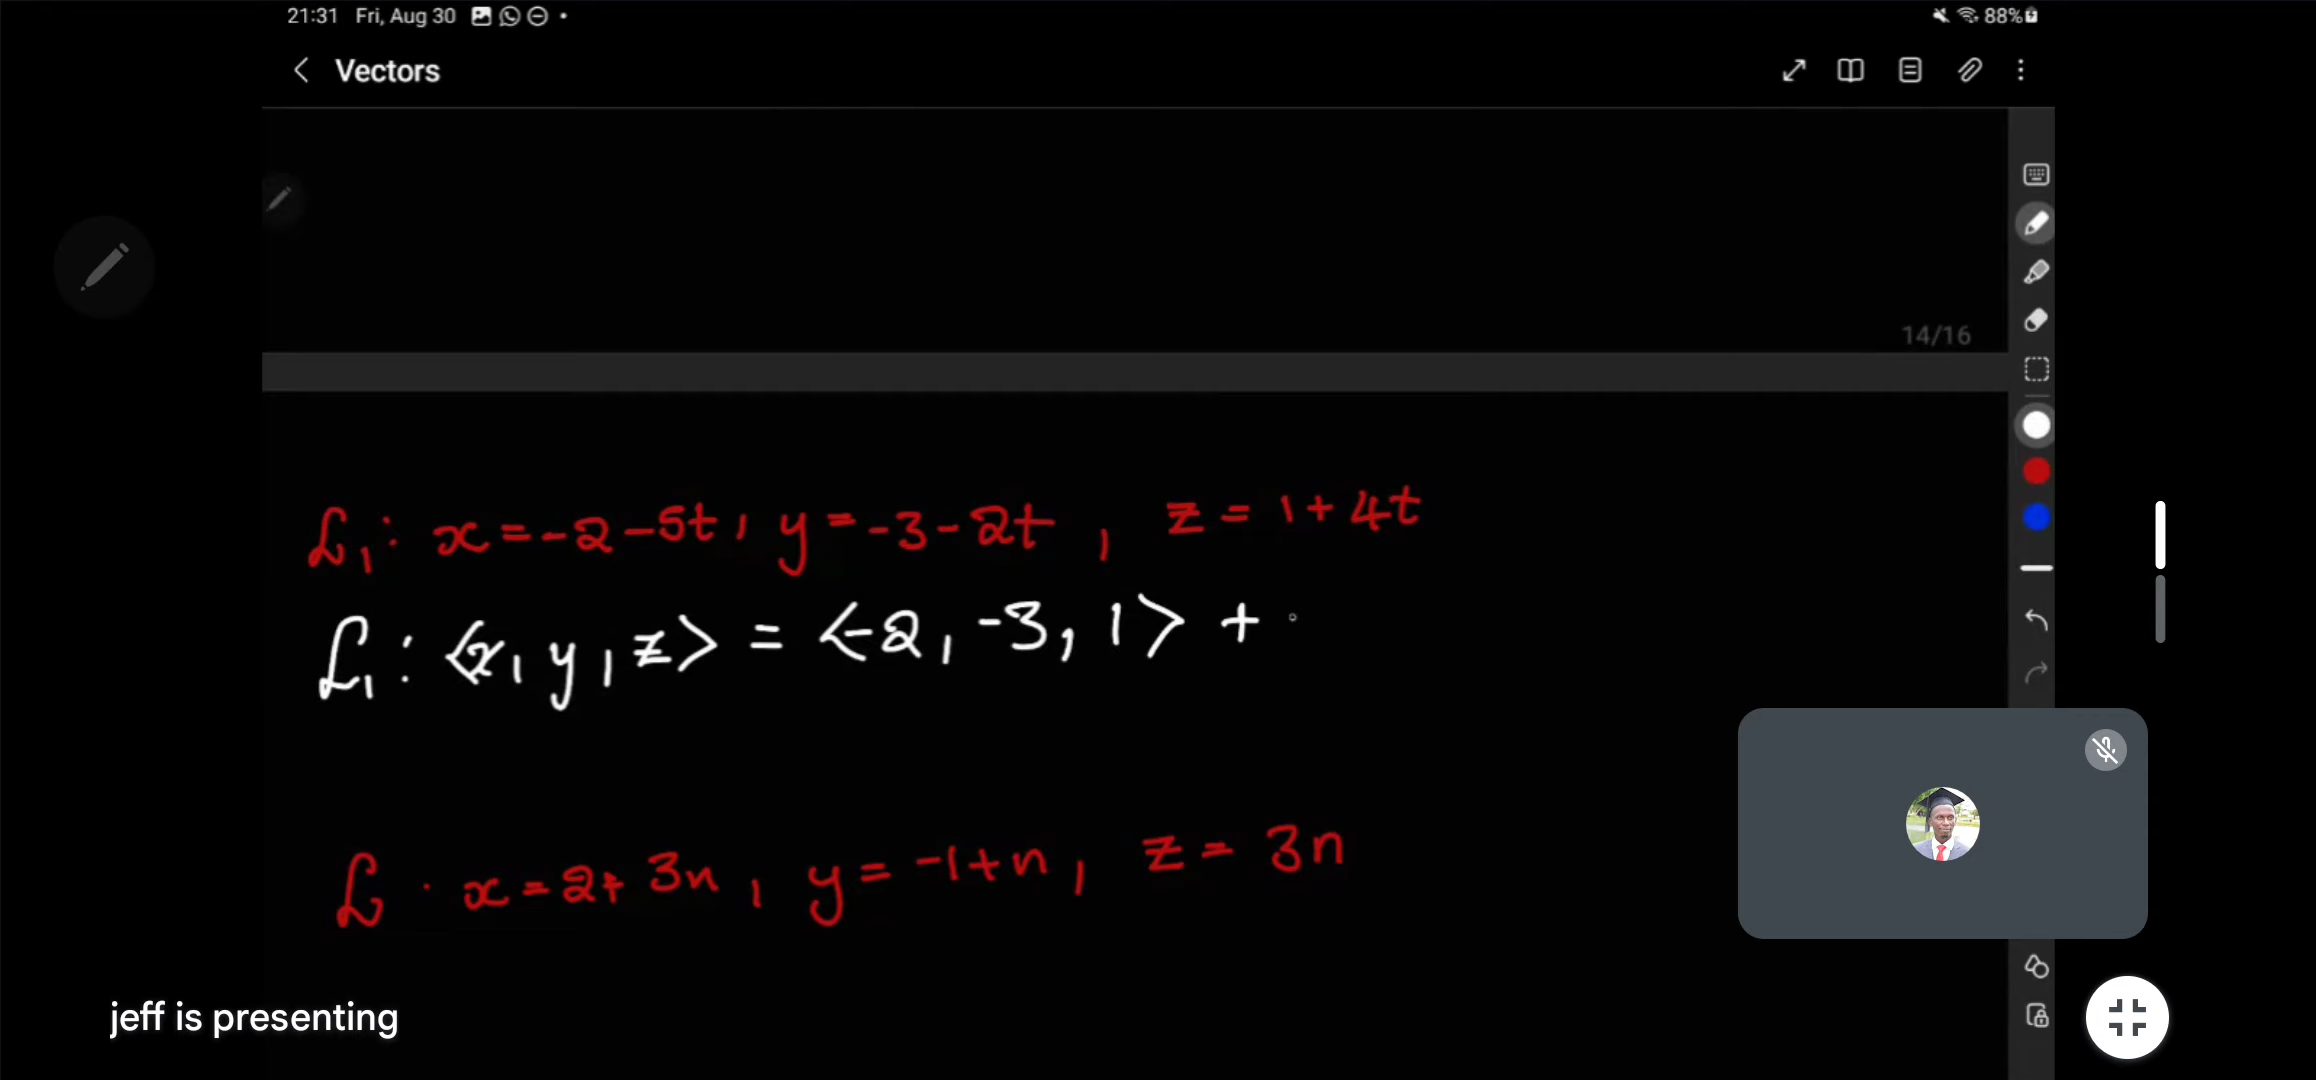 21:31 Fri, Aug 30 88%
Vectors
14/16
L₁: x = -2 - 5t, y = -3 - 2t, z = 1 + 4t
L₁: <x, y, z> = <-2, -3, 1> +
L : x = 2 + 3n, y = -1 + n, z = 3n
jeff is presenting